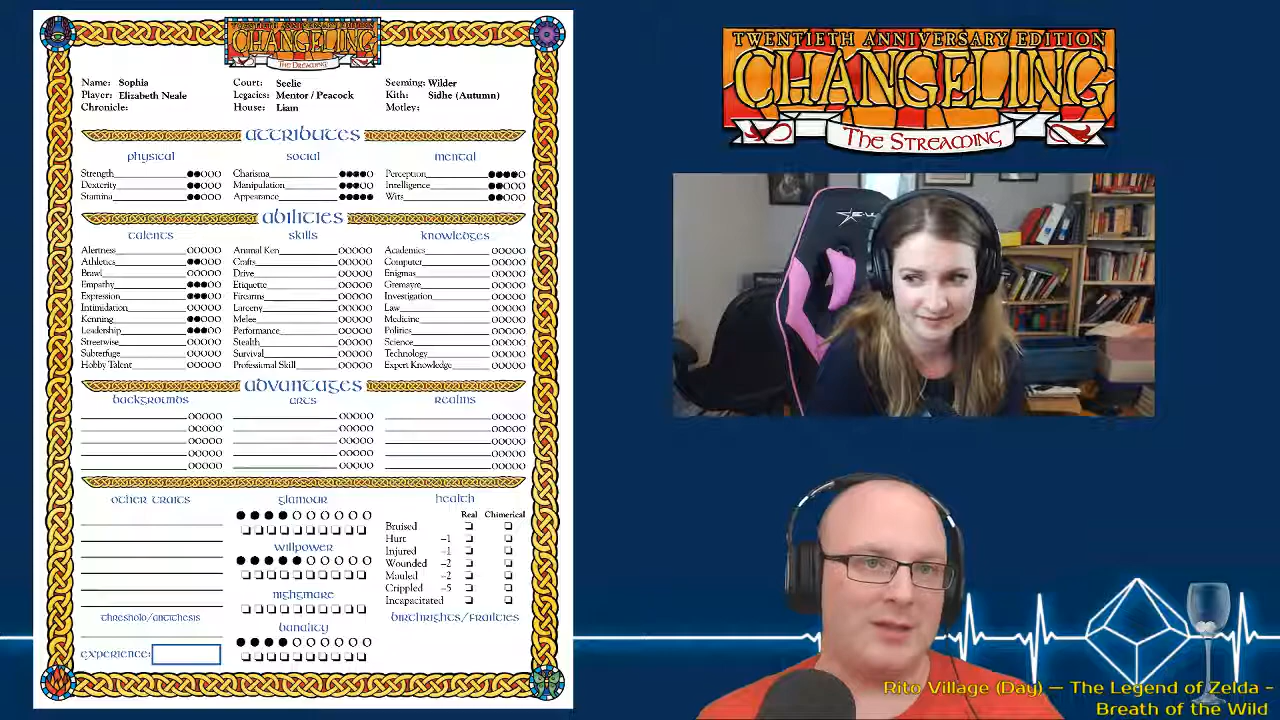 TWENTIETH ANNIVERSARY EDITION
CHANGELING
The Dreaming
Name: Sophia
Player: Elizabeth Neale
Chronicle:
Court: Seelie
Legacies: Mentor / Peacock
House: Liam
Seeming: Wilder
Kith: Sidhe (Autumn)
Motley:
attributes
physical
Strength
Dexterity
Stamina
social
Charisma
Manipulation
Appearance
mental
Perception
Intelligence
Wits
abilities
talents
Alertness
Athletics
Brawl
Empathy
Expression
Intimidation
Kenning
Leadership
Streetwise
Subterfuge
Hobby Talent
skills
Animal Ken
Crafts
Drive
Etiquette
Firearms
Larceny
Melee
Performance
Stealth
Survival
Professional Skill
knowledges
Academics
Computer
Enigmas
Gremayre
Investigation
Law
Medicine
Politics
Science
Technology
Expert Knowledge
advantages
backgrounds
arts
realms
other traits
threshold/antithesis
experience:
glamour
willpower
nightmare
banality
health
Real Chimerical
Bruised
Hurt -1
Injured -1
Wounded -2
Mauled -2
Crippled -5
Incapacitated
birthrights/frailties
TWENTIETH ANNIVERSARY EDITION
CHANGELING
The Streaming
Rito Village (Day) — The Legend of Zelda -
Breath of the Wild